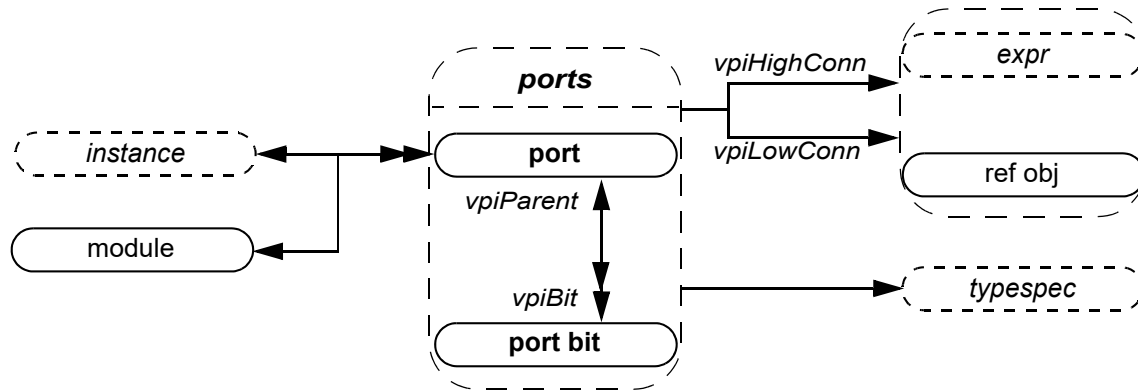 expr
vpiHighConn
ports
instance
port
vpiLowConn
ref obj
vpiParent
module
vpiBit
typespec
port bit